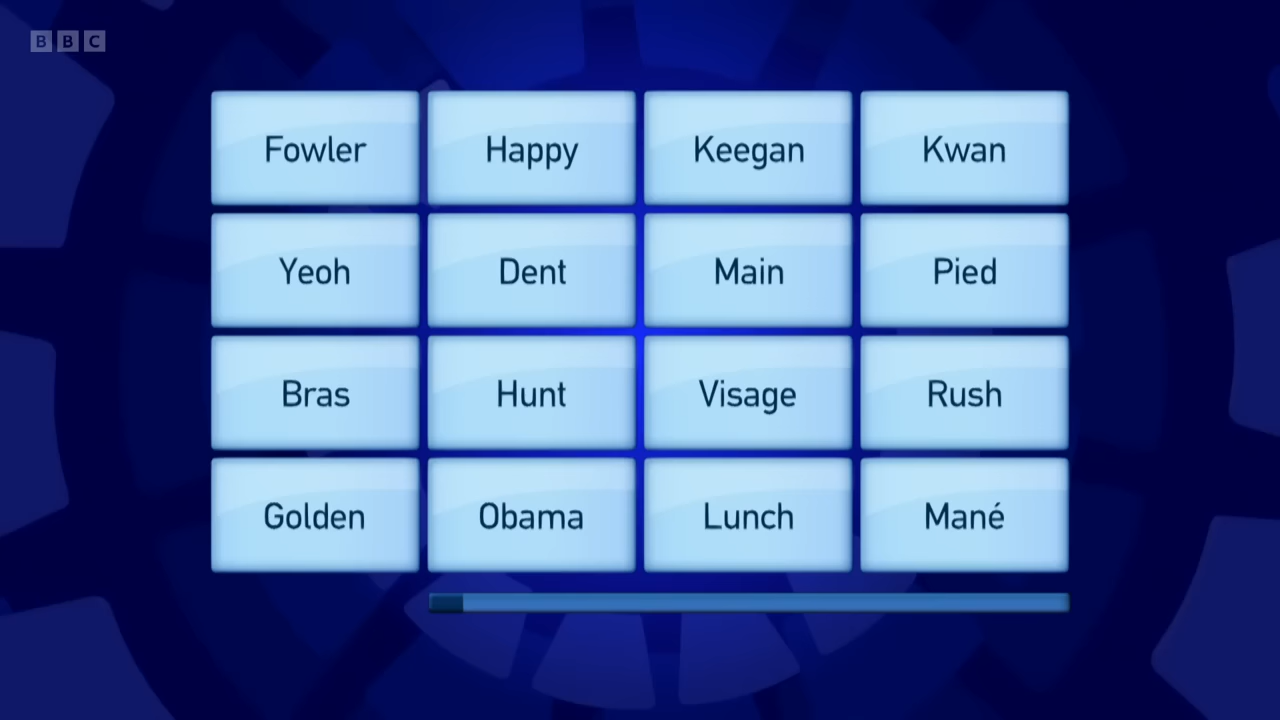 BBC
Fowler
Happy
Keegan
Kwan
Yeoh
Dent
Main
Pied
Bras
Hunt
Visage
Rush
Golden
Obama
Lunch
Mané